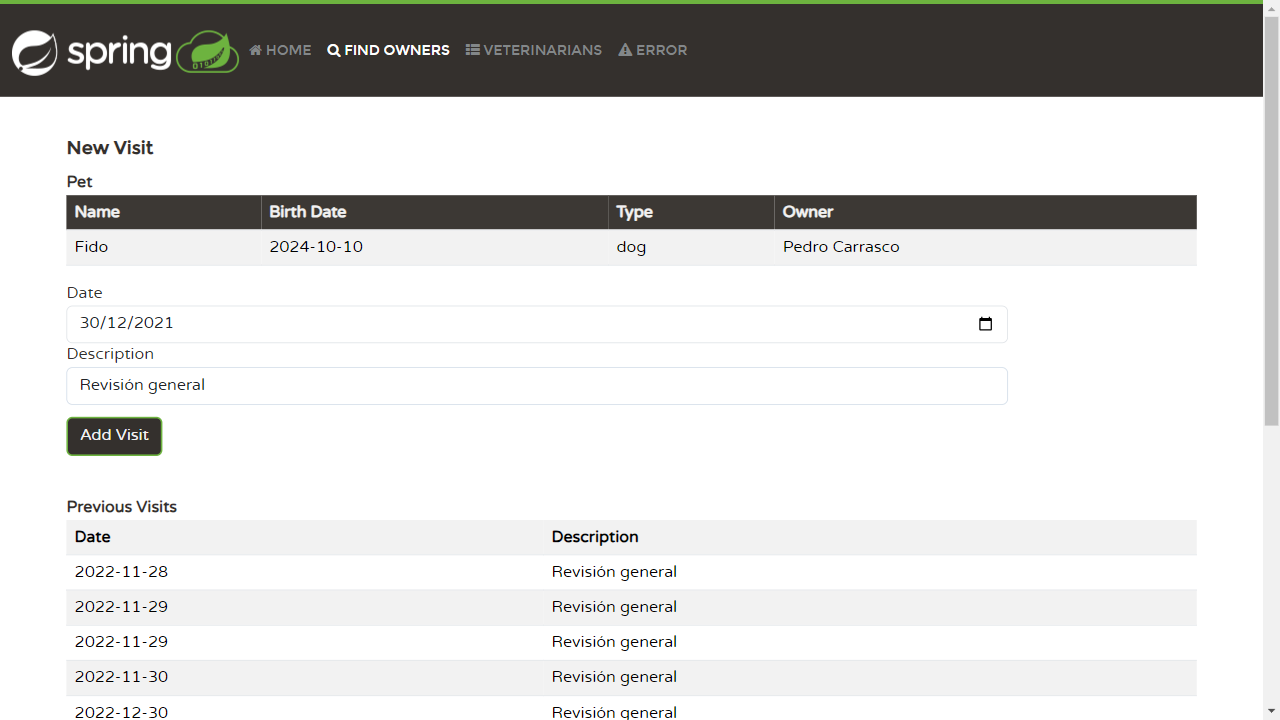 spring HOME FIND OWNERS VETERINARIANS ERROR
New Visit
Pet
Name Birth Date Type Owner
Fido 2024-10-10 dog Pedro Carrasco
Date
30/12/2021
Description
Revisión general
Add Visit
Previous Visits
Date Description
2022-11-28 Revisión general
2022-11-29 Revisión general
2022-11-29 Revisión general
2022-11-30 Revisión general
2022-12-30 Revisión general